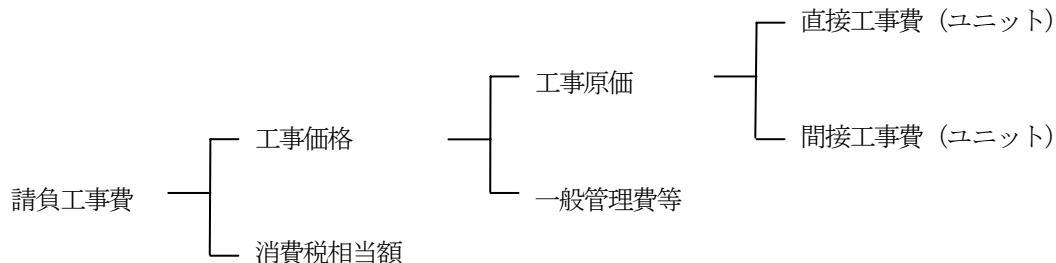 直接工事費（ユニット）
工事原価
工事価格
間接工事費（ユニット）
請負工事費
一般管理費等
消費税相当額